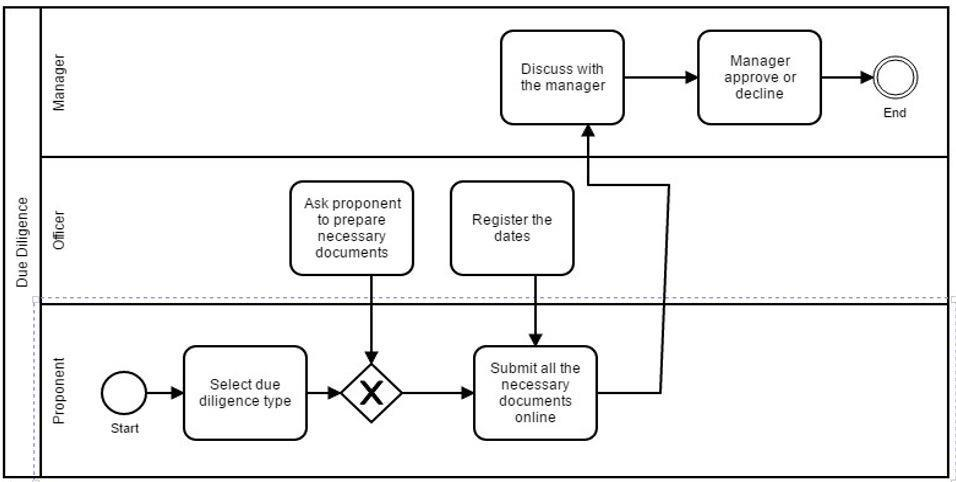 Due Diligence
Manager
Discuss with
the manager
Manager
approve or
decline
End
Officer
Ask proponent
to prepare
necessary
documents
Register the
dates
Proponent
Start
Select due
diligence type
X
Submit all the
necessary
documents
online